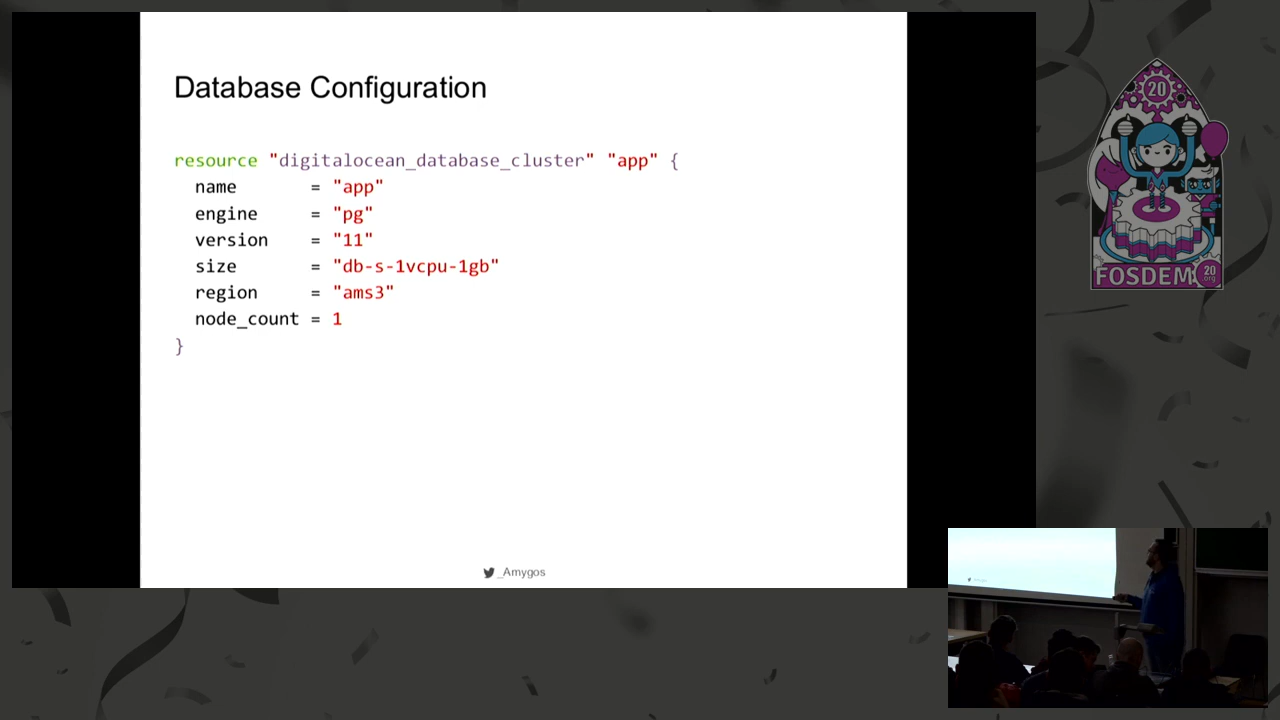 Database Configuration
resource "digitalocean_database_cluster" "app" {
name = "app"
engine = "pg"
version = "11"
size = "db-s-1vcpu-1gb"
region = "ams3"
node_count = 1
}
_Amygos
20
FOSDEM
20
.org